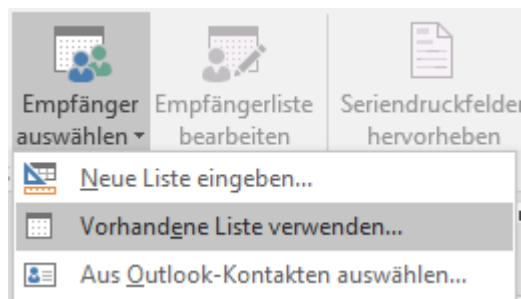 Empfänger Empfängerliste Seriendruckfelder
auswählen bearbeiten hervorheben
Neue Liste eingeben...
Vorhandene Liste verwenden...
Aus Outlook-Kontakten auswählen...